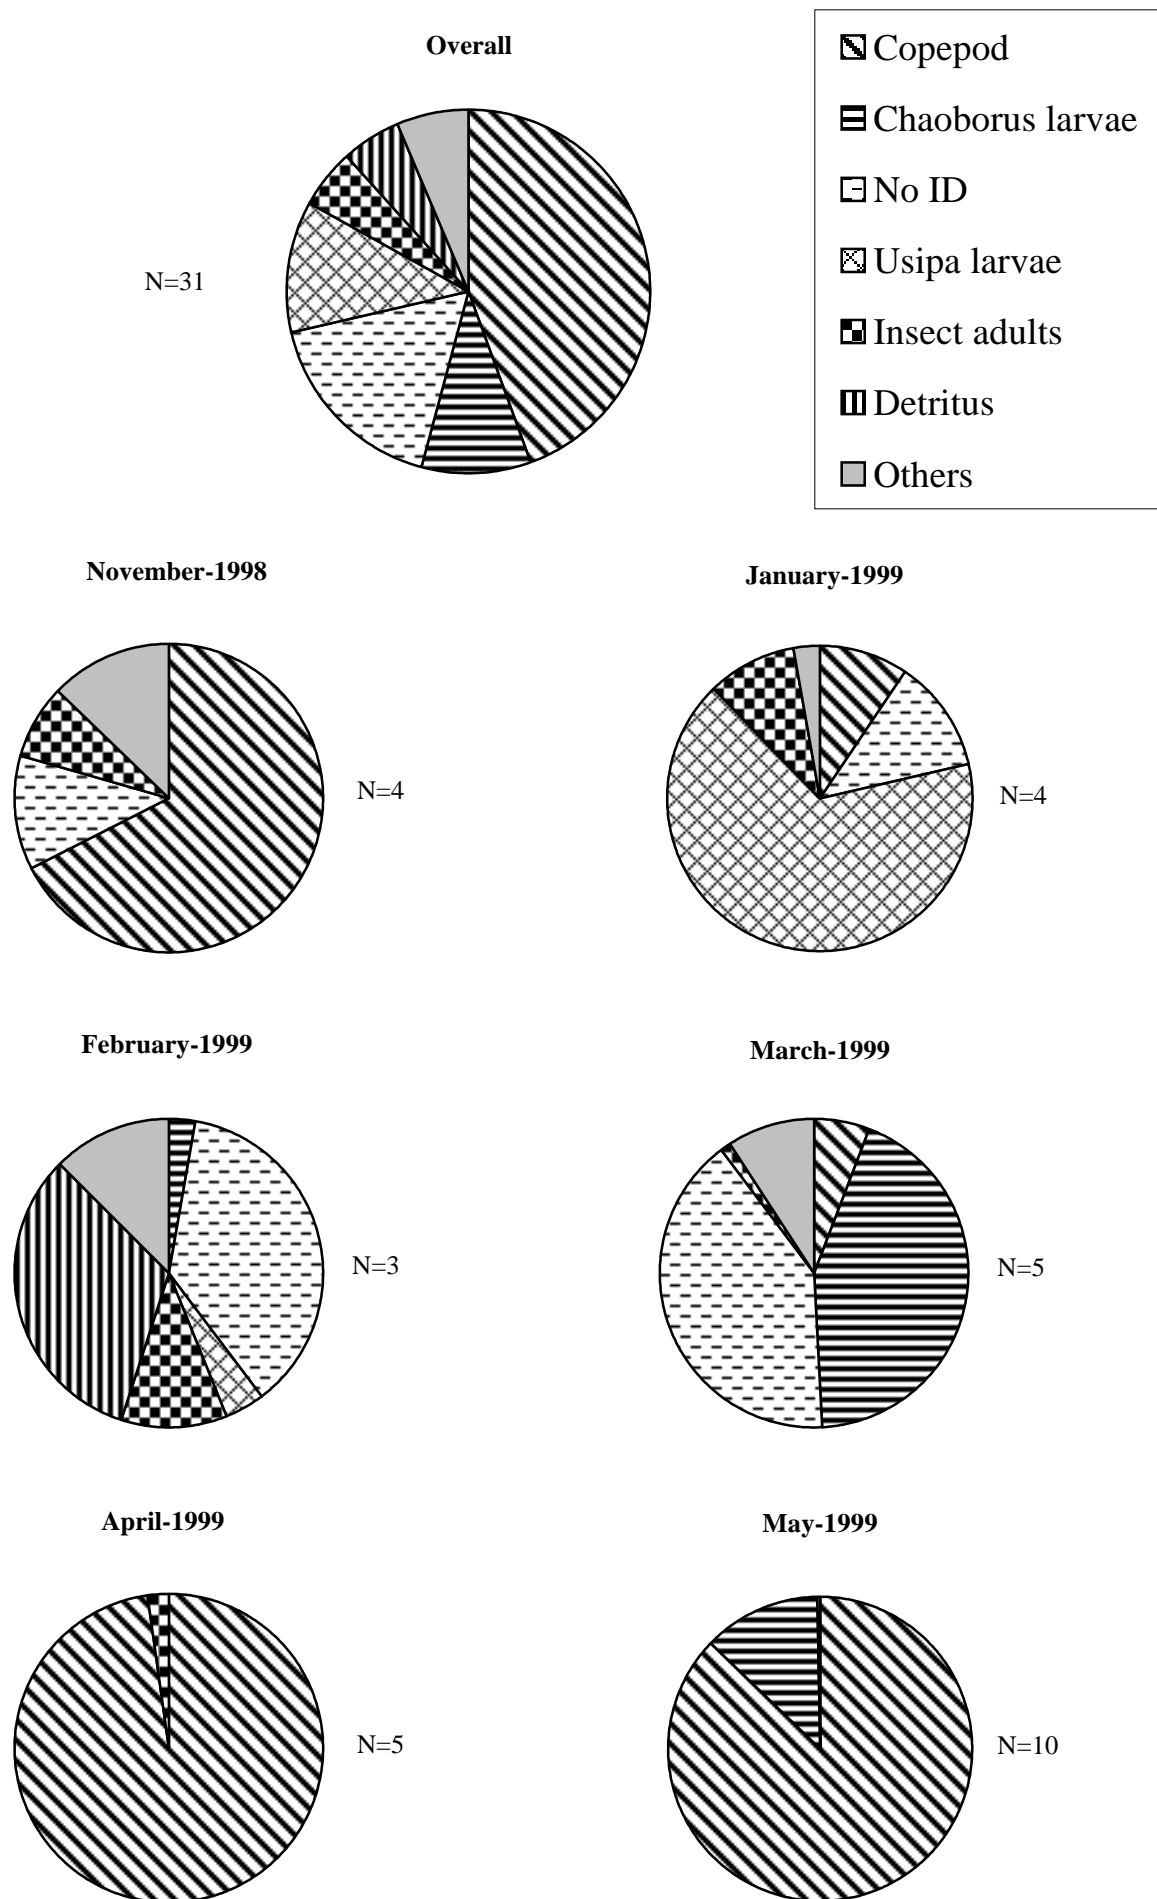 Overall
Copepod
Chaoborus larvae
No ID
Usipa larvae
Insect adults
Detritus
Others
N=31
November-1998
January-1999
N=4
N=4
February-1999
March-1999
N=3
N=5
April-1999
May-1999
N=5
N=10